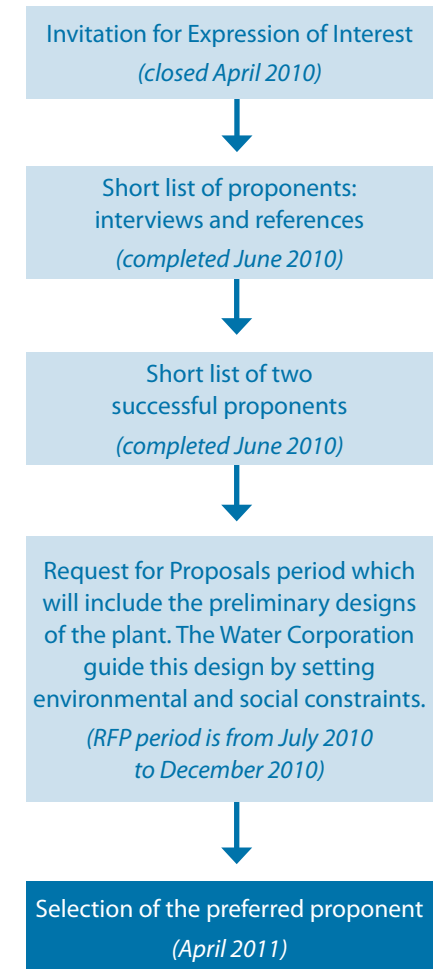 Invitation for Expression of Interest
(closed April 2010)
Short list of proponents:
interviews and references
(completed June 2010)
Short list of two
successful proponents
(completed June 2010)
Request for Proposals period which
will include the preliminary designs
of the plant. The Water Corporation
guide this design by setting
environmental and social constraints.
(RFP period is from July 2010
to December 2010)
Selection of the preferred proponent
(April 2011)